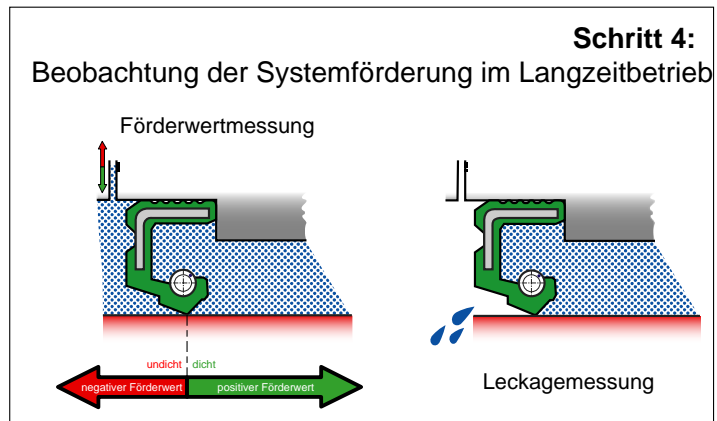 Schritt 4:
Beobachtung der Systemförderung im Langzeitbetrieb
Förderwertmessung
undicht dicht
negativer Förderwert positiver Förderwert
Leckagemessung